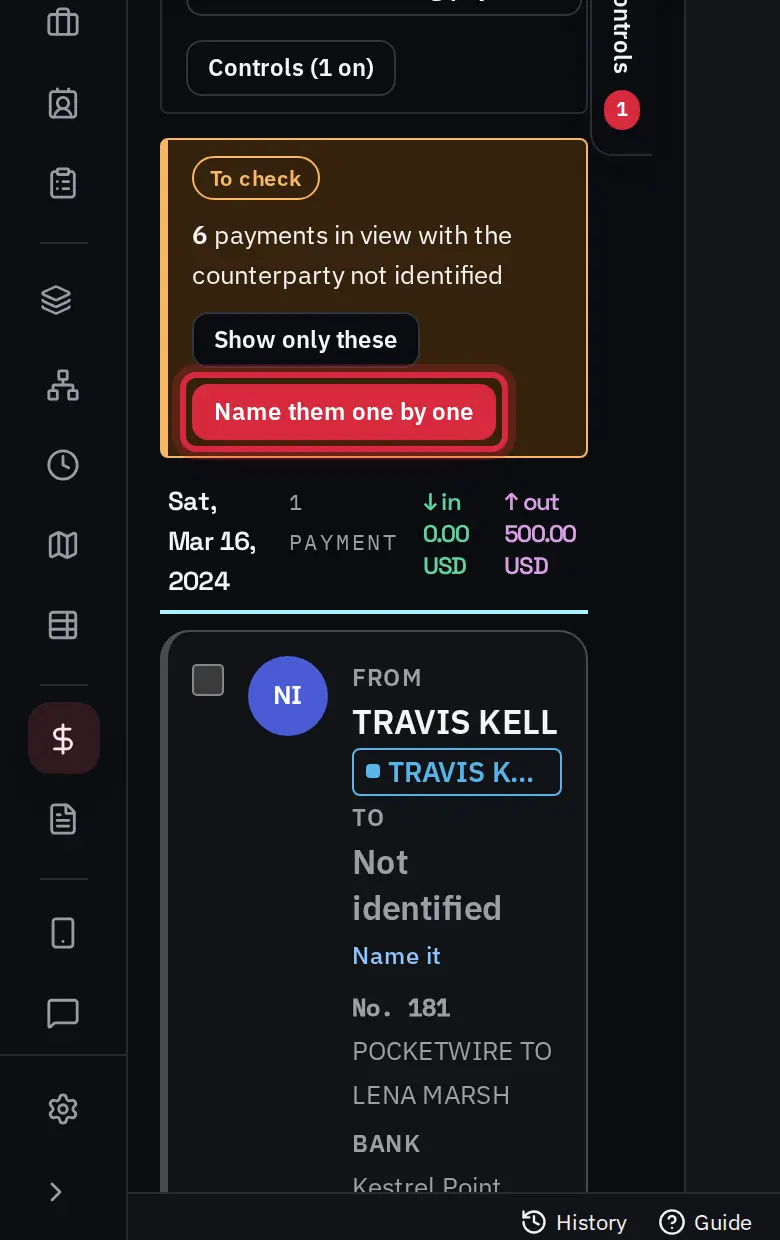 Controls (1 on)
ontrols
1
To check
6 payments in view with the
counterparty not identified
Show only these
Name them one by one
Sat,
Mar 16,
2024
1
PAYMENT
↓in
0.00
USD
↑out
500.00
USD
NI
FROM
TRAVIS KELL
TRAVIS K...
TO
Not
identified
Name it
No. 181
POCKETWIRE TO
LENA MARSH
BANK
Kestrel Point
History
Guide